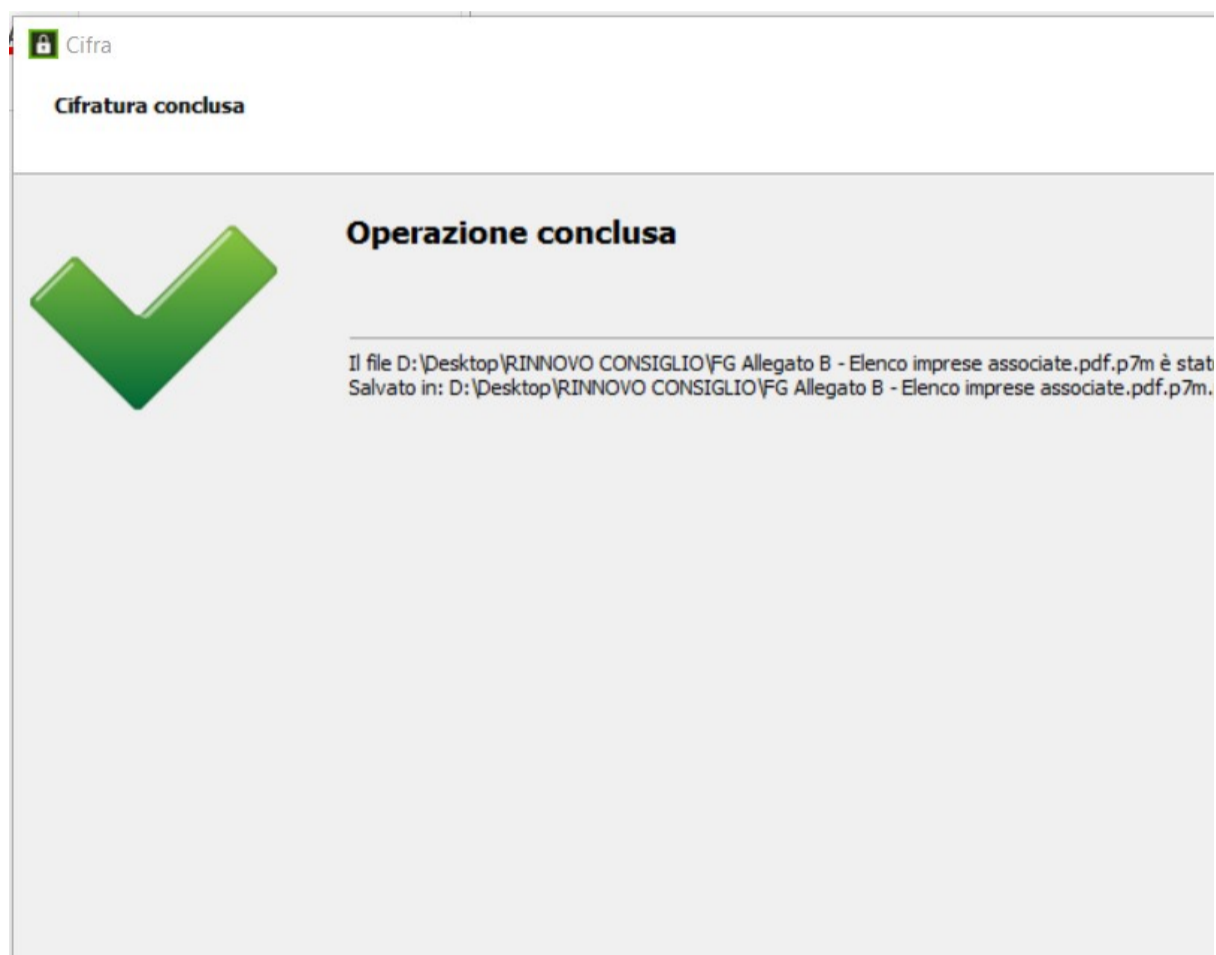 Cifra
Cifratura conclusa
Operazione conclusa
Il file D:\Desktop\RINNOVO CONSIGLIO\FG Allegato B - Elenco imprese associate.pdf.p7m è stat
Salvato in: D:\Desktop\RINNOVO CONSIGLIO\FG Allegato B - Elenco imprese associate.pdf.p7m.